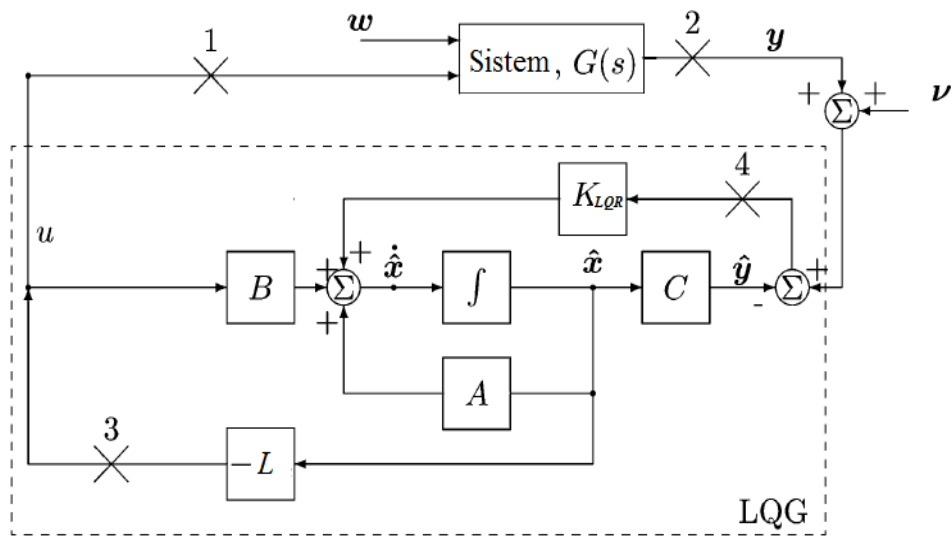 w
1
Sistem, G(s)
2
y
+
Σ
+
ν
4
K_LQR
u
B
+
+
Σ
+
ẋ̂
∫
x̂
C
ŷ
-
Σ
+
A
3
−L
LQG